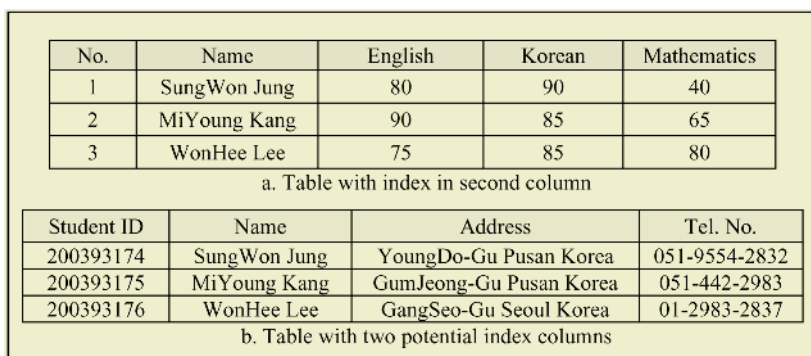 No. Name English Korean Mathematics
1 SungWon Jung 80 90 40
2 MiYoung Kang 90 85 65
3 WonHee Lee 75 85 80
a. Table with index in second column
Student ID Name Address Tel. No.
200393174 SungWon Jung YoungDo-Gu Pusan Korea 051-9554-2832
200393175 MiYoung Kang GumJeong-Gu Pusan Korea 051-442-2983
200393176 WonHee Lee GangSeo-Gu Seoul Korea 01-2983-2837
b. Table with two potential index columns